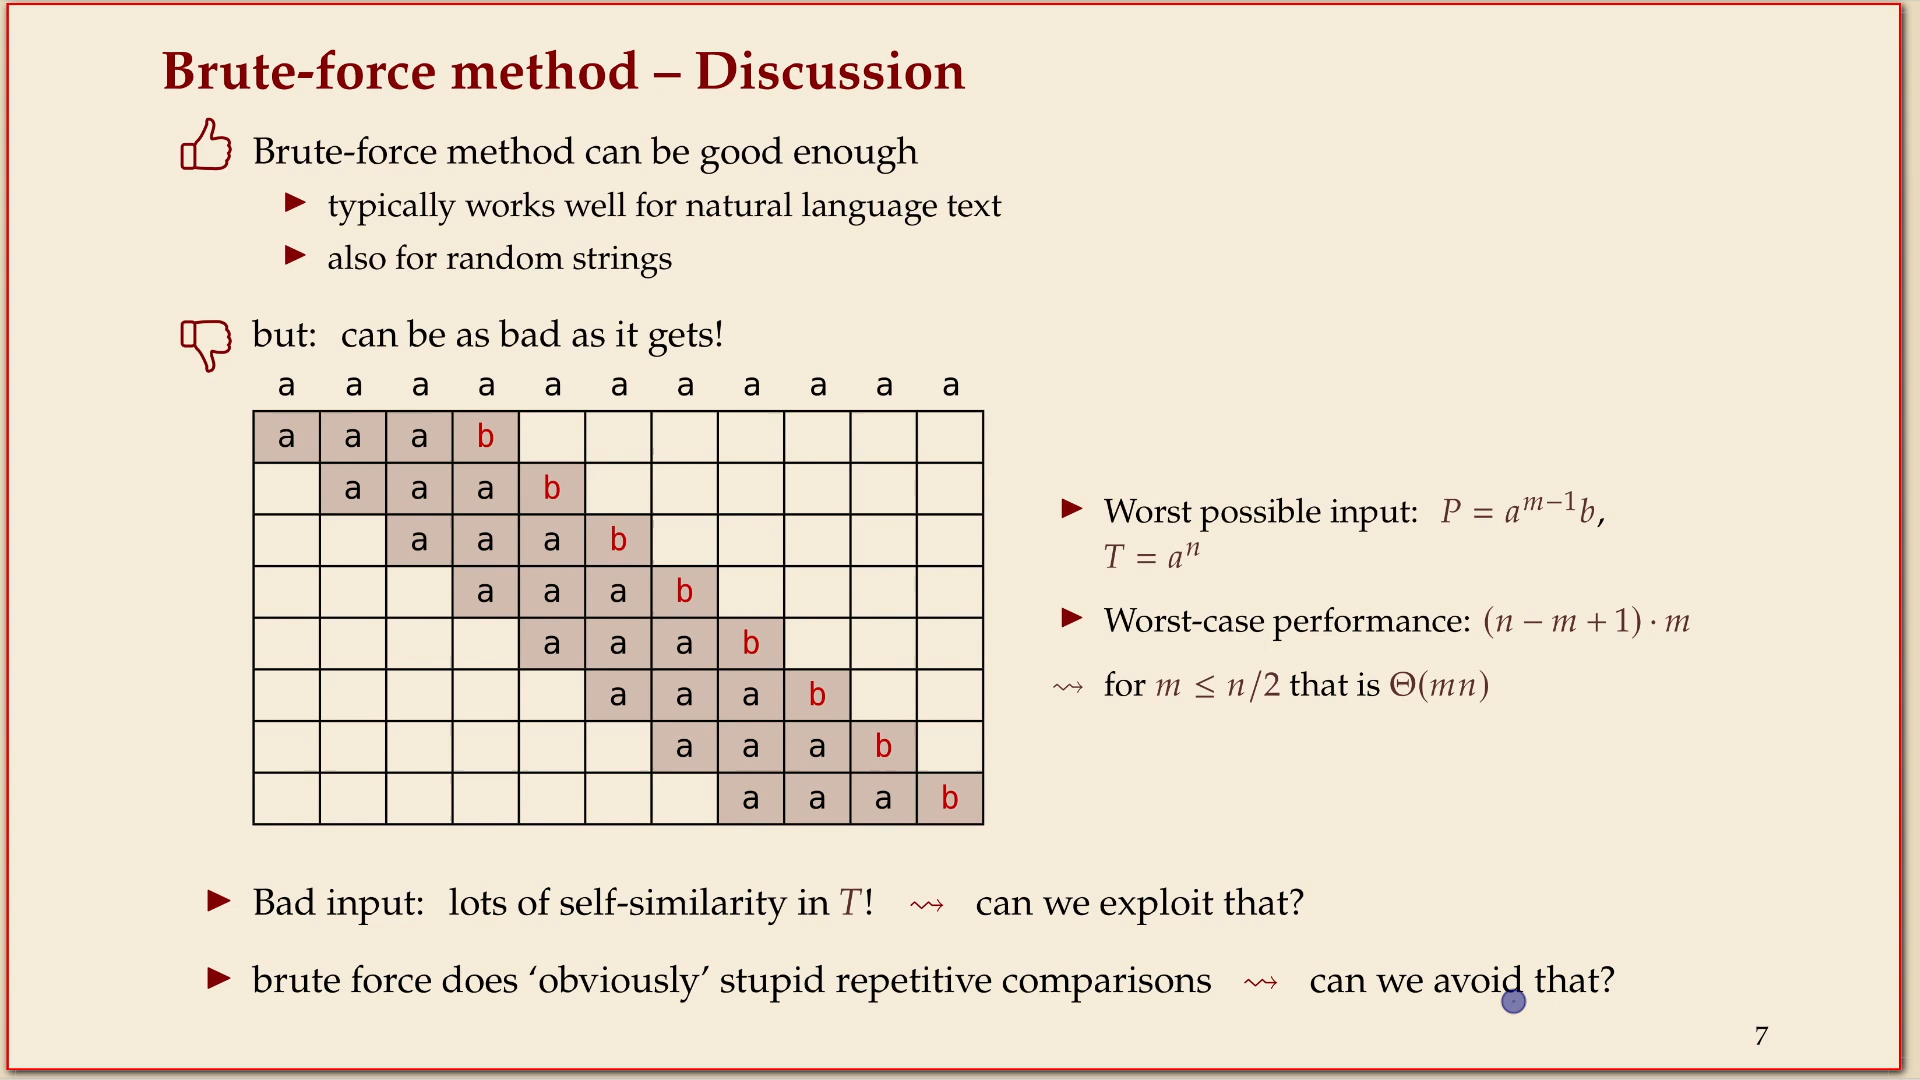 Brute-force method – Discussion
Brute-force method can be good enough
▶ typically works well for natural language text
▶ also for random strings
but: can be as bad as it gets!
a a a a a a a a a a a
a a a b
a a a b
a a a b
a a a b
a a a b
a a a b
a a a b
a a a b
▶ Worst possible input: P = a^{m−1}b,
T = a^n
▶ Worst-case performance: (n − m + 1) · m
⇝ for m ≤ n/2 that is Θ(mn)
▶ Bad input: lots of self-similarity in T! ⇝ can we exploit that?
▶ brute force does ‘obviously’ stupid repetitive comparisons ⇝ can we avoid that?
7